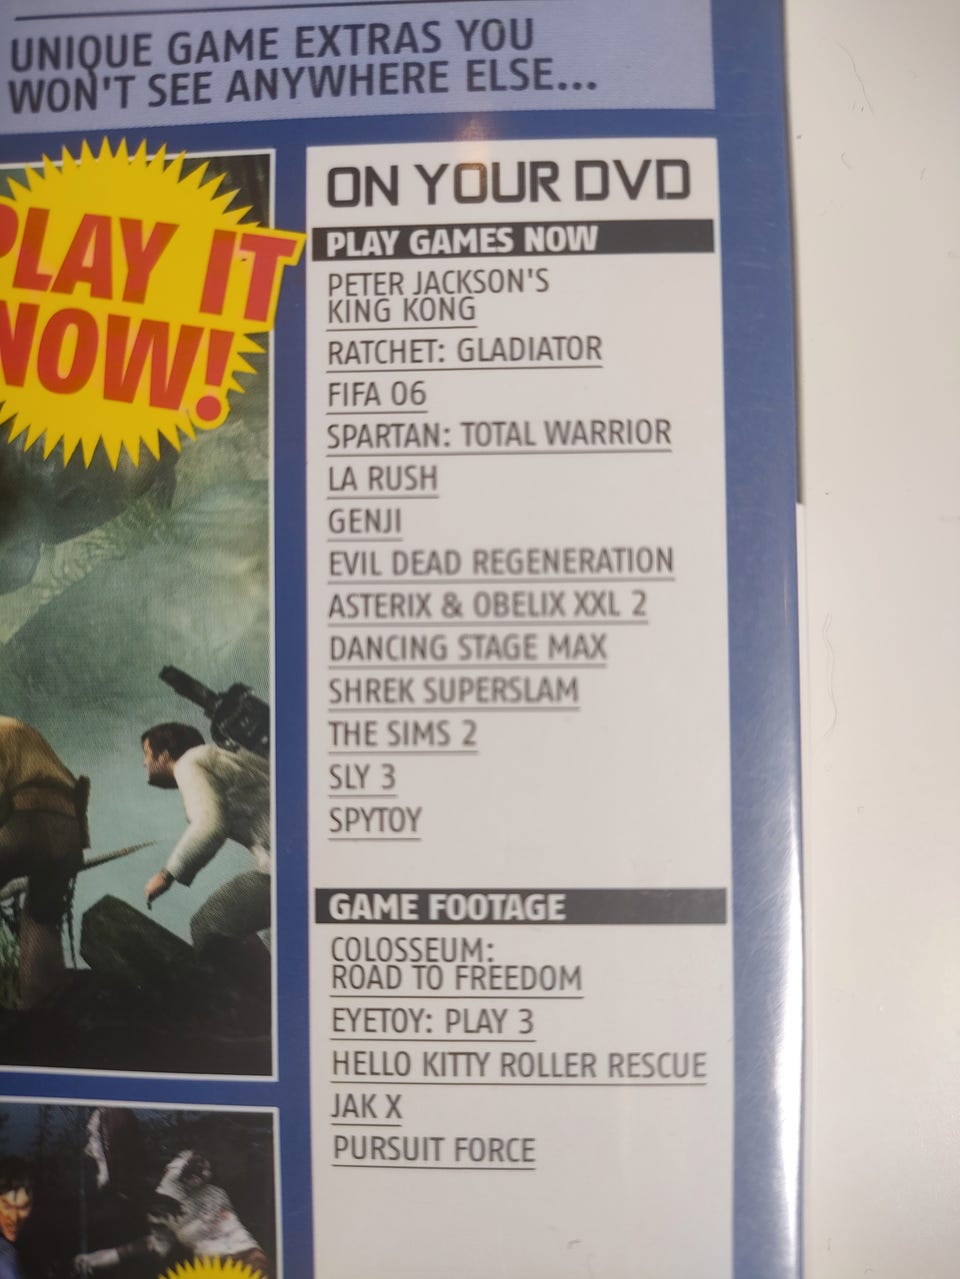 UNIQUE GAME EXTRAS YOU
WON'T SEE ANYWHERE ELSE...
PLAY IT
NOW!
ON YOUR DVD
PLAY GAMES NOW
PETER JACKSON'S
KING KONG
RATCHET: GLADIATOR
FIFA 06
SPARTAN: TOTAL WARRIOR
LA RUSH
GENJI
EVIL DEAD REGENERATION
ASTERIX & OBELIX XXL 2
DANCING STAGE MAX
SHREK SUPERSLAM
THE SIMS 2
SLY 3
SPYTOY
GAME FOOTAGE
COLOSSEUM:
ROAD TO FREEDOM
EYETOY: PLAY 3
HELLO KITTY ROLLER RESCUE
JAK X
PURSUIT FORCE